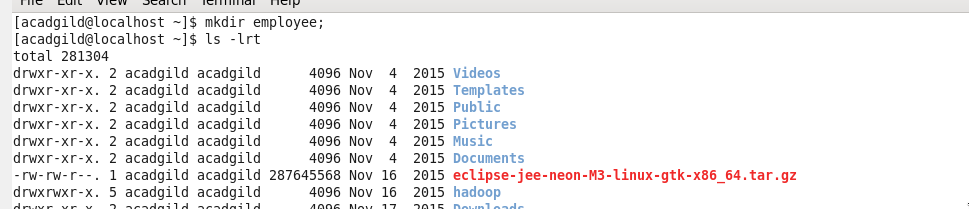 File Edit View Search Terminal Help
[acadgild@localhost ~]$ mkdir employee;
[acadgild@localhost ~]$ ls -lrt
total 281304
drwxr-xr-x. 2 acadgild acadgild      4096 Nov  4  2015 Videos
drwxr-xr-x. 2 acadgild acadgild      4096 Nov  4  2015 Templates
drwxr-xr-x. 2 acadgild acadgild      4096 Nov  4  2015 Public
drwxr-xr-x. 2 acadgild acadgild      4096 Nov  4  2015 Pictures
drwxr-xr-x. 2 acadgild acadgild      4096 Nov  4  2015 Music
drwxr-xr-x. 2 acadgild acadgild      4096 Nov  4  2015 Documents
-rw-rw-r--. 1 acadgild acadgild 287645568 Nov 16  2015 eclipse-jee-neon-M3-linux-gtk-x86_64.tar.gz
drwxrwxr-x. 5 acadgild acadgild      4096 Nov 16  2015 hadoop
drwxr-xr-x. 2 acadgild acadgild      4096 Nov 17  2015 Downloads